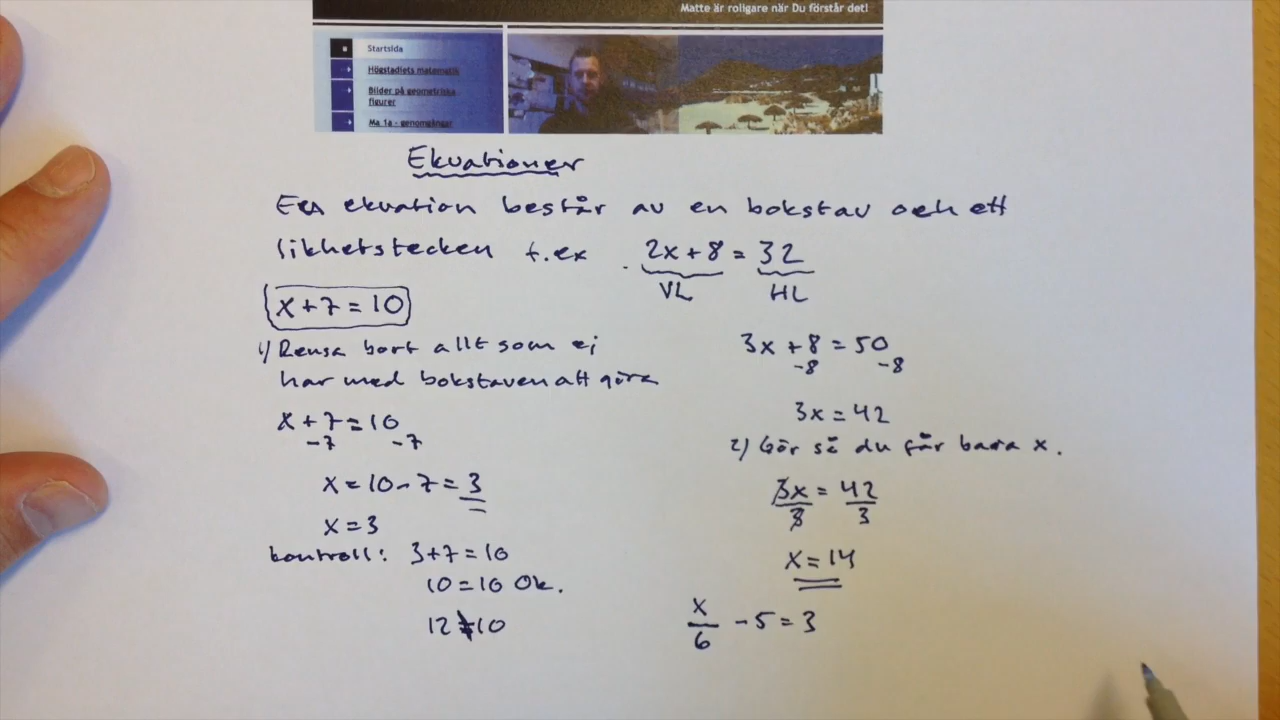 Matte är roligare när Du förstår det!
Startsida
Högstadiets matematik
Bilder på geometriska
figurer
Ma 1a - genomgångar
Ekvationer
En ekvation består av en bokstav och ett
likhetstecken t.ex 2x + 8 = 32
VL HL
x + 7 = 10
1) Rensa bort allt som ej
har med bokstaven att göra
x + 7 = 10
-7 -7
x = 10 - 7 = 3
x = 3
kontroll: 3 + 7 = 10
10 = 10 Ok.
12 ≠ 10
3x + 8 = 50
-8 -8
3x = 42
2) Gör så du får bara x.
3x = 42
3 3
x = 14
x/6 - 5 = 3